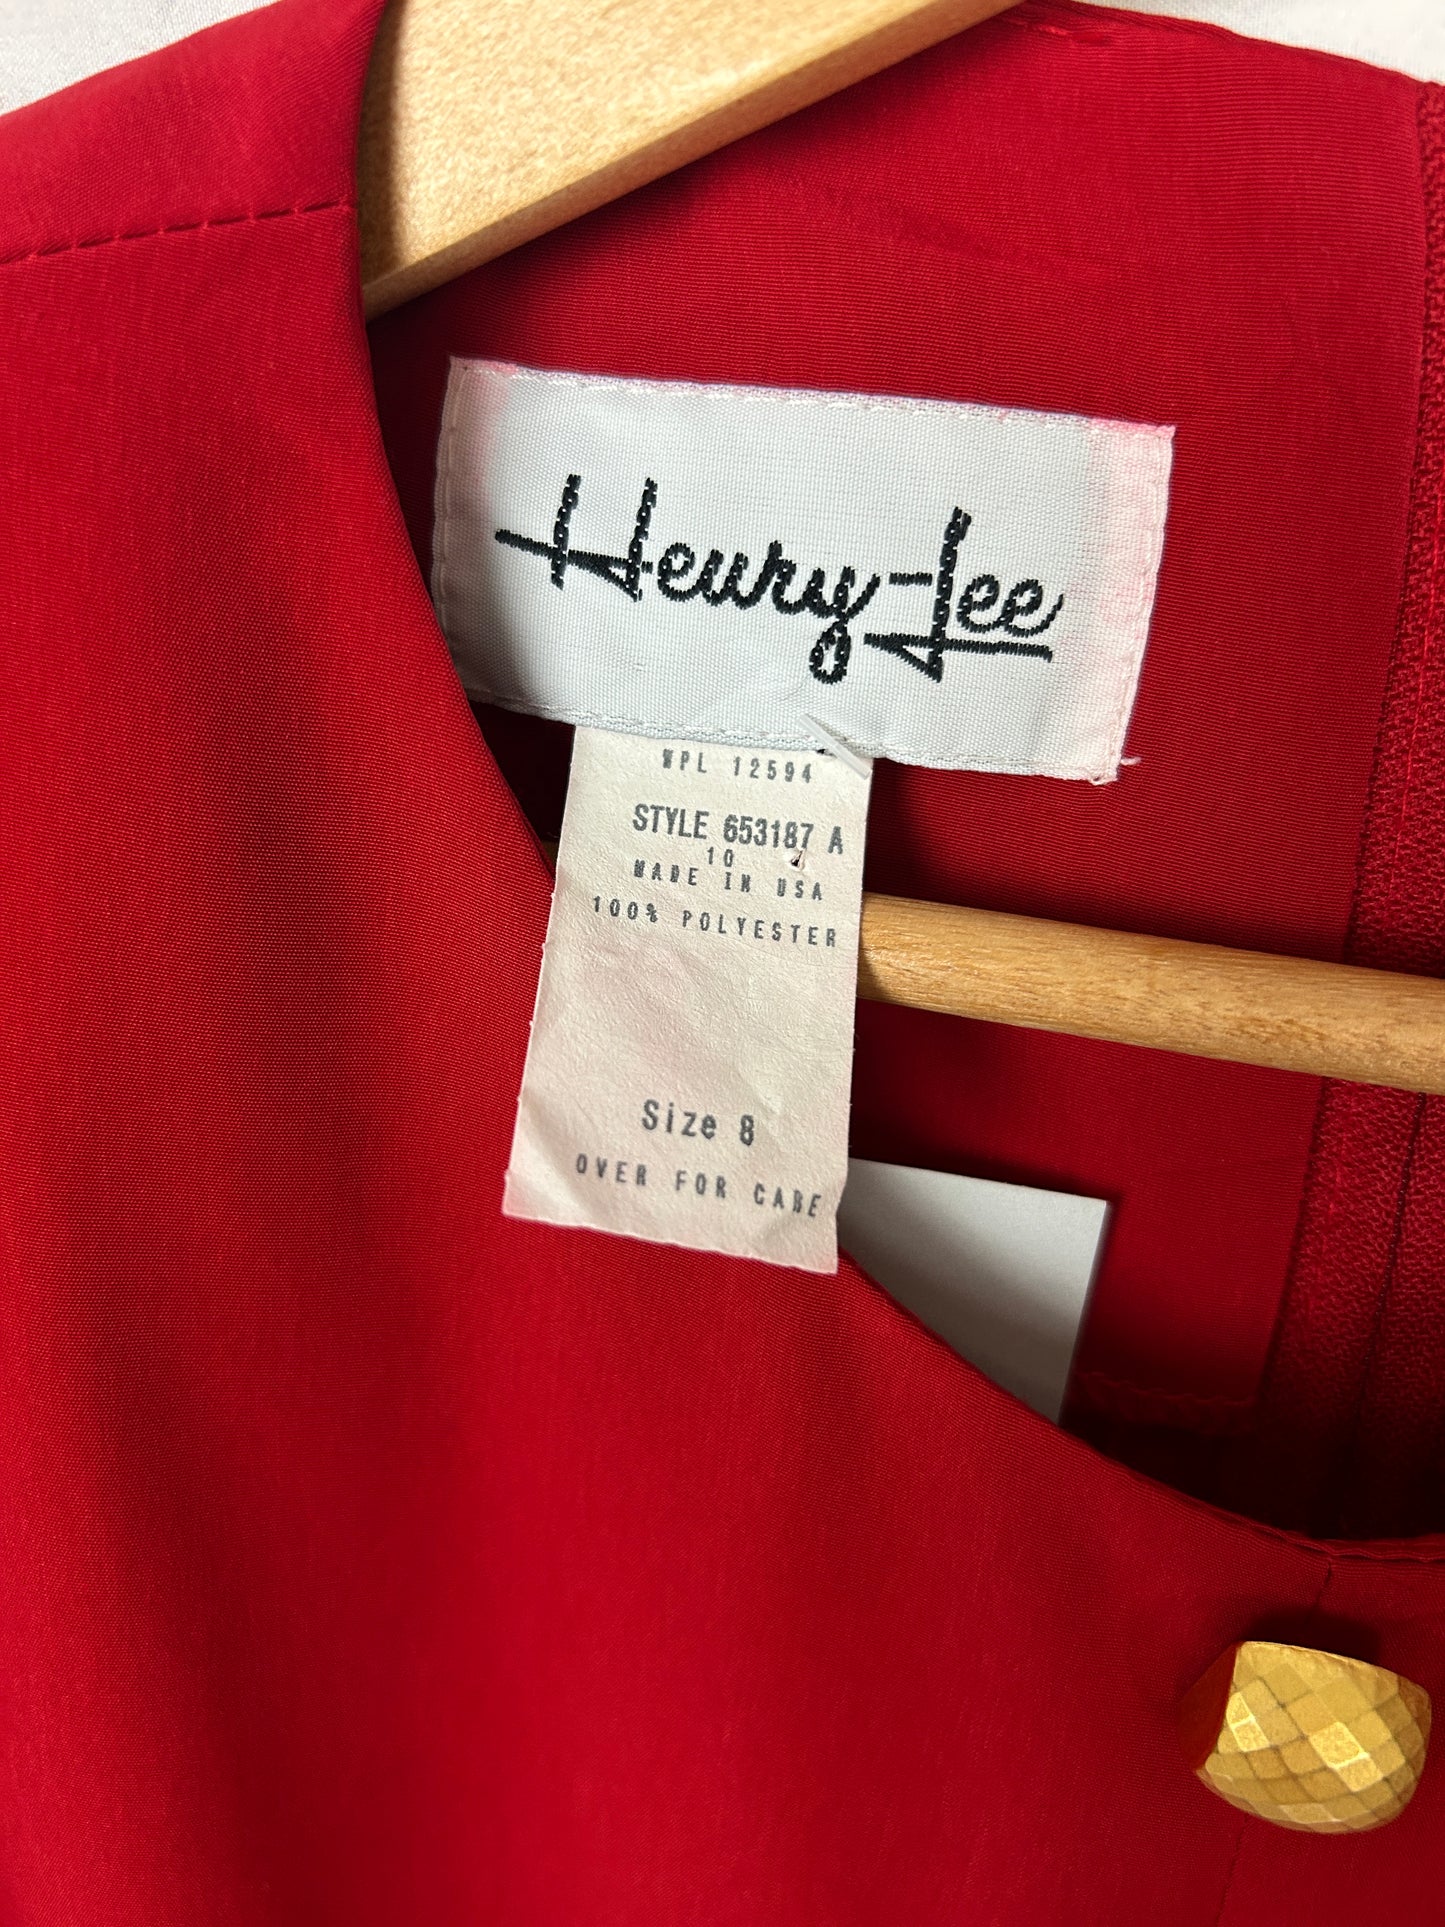 Henry-Lee
WPL 12594
STYLE 653187 A
10
MADE IN USA
100% POLYESTER
Size 8
OVER FOR CARE